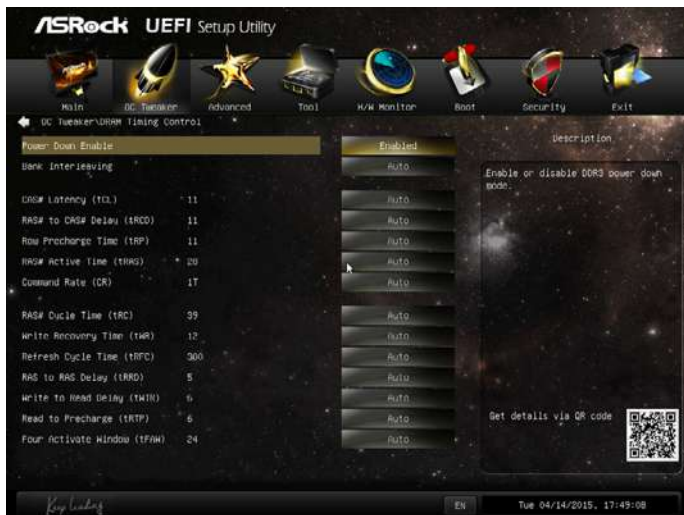 ASRock UEFI Setup Utility
Main OC Tweaker Advanced Tool H/W Monitor Boot Security Exit
OC Tweaker\DRAM Timing Control
Description
Power Down Enable Enabled
Bank Interleaving Auto
Enable or disable DDR3 power down
mode.
CAS# Latency (tCL) 11 Auto
RAS# to CAS# Delay (tRCD) 11 Auto
Row Precharge Time (tRP) 11 Auto
RAS# Active Time (tRAS) 28 Auto
Command Rate (CR) 1T Auto
RAS# Cycle Time (tRC) 39 Auto
Write Recovery Time (tWR) 12 Auto
Refresh Cycle Time (tRFC) 300 Auto
RAS to RAS Delay (tRRD) 5 Auto
Write to Read Delay (tWTR) 6 Auto
Read to Precharge (tRTP) 6 Auto
Four Activate Window (tFAW) 24 Auto
Get details via QR code
Keep Leading
EN
Tue 04/14/2015, 17:49:08